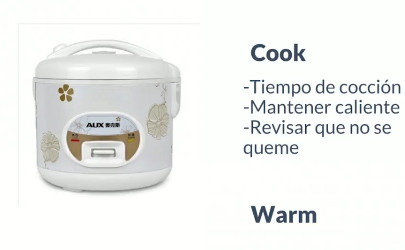 AUX
Cook
-Tiempo de cocción
-Mantener caliente
-Revisar que no se
queme
Warm